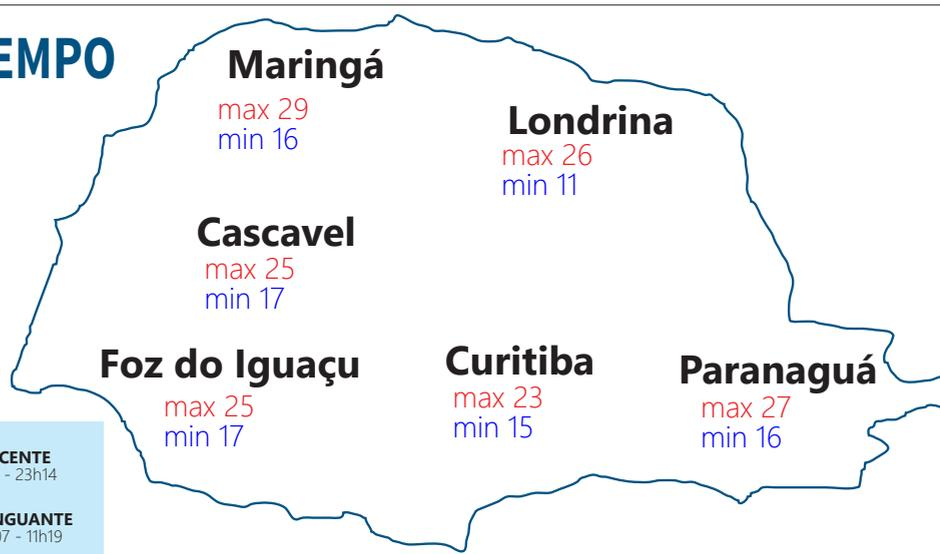 EMPO
Maringá
max 29
min 16
Londrina
max 26
min 11
Cascavel
max 25
min 17
Foz do Iguaçu
max 25
min 17
Curitiba
max 23
min 15
Paranaguá
max 27
min 16
CENTE
- 23h14
NGUANTE
07 - 11h19